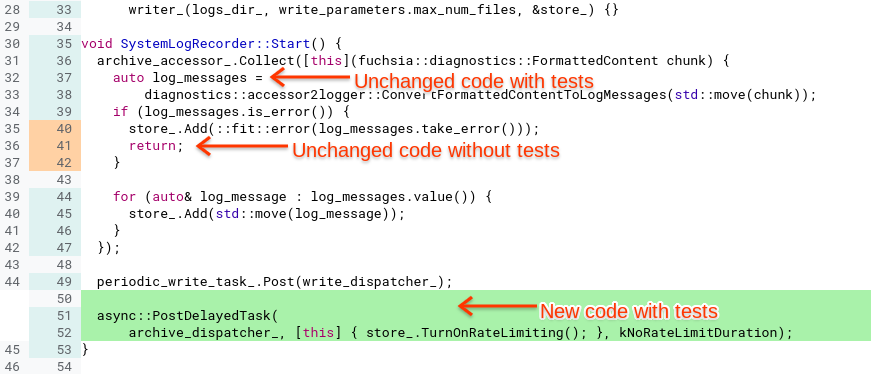 28 33 writer_(logs_dir_, write_parameters.max_num_files, &store_) {}
29 34
30 35 void SystemLogRecorder::Start() {
31 36 archive_accessor_.Collect([this](fuchsia::diagnostics::FormattedContent chunk) {
32 37 auto log_messages = Unchanged code with tests
33 38 diagnostics::accessor2logger::ConvertFormattedContentToLogMessages(std::move(chunk));
34 39 if (log_messages.is_error()) {
35 40 store_.Add(::fit::error(log_messages.take_error()));
36 41 return; Unchanged code without tests
37 42 }
38 43
39 44 for (auto& log_message : log_messages.value()) {
40 45 store_.Add(std::move(log_message));
41 46 }
42 47 });
43 48
44 49 periodic_write_task_.Post(write_dispatcher_);
50
51 async::PostDelayedTask( New code with tests
52 archive_dispatcher_, [this] { store_.TurnOnRateLimiting(); }, kNoRateLimitDuration);
45 53 }
46 54